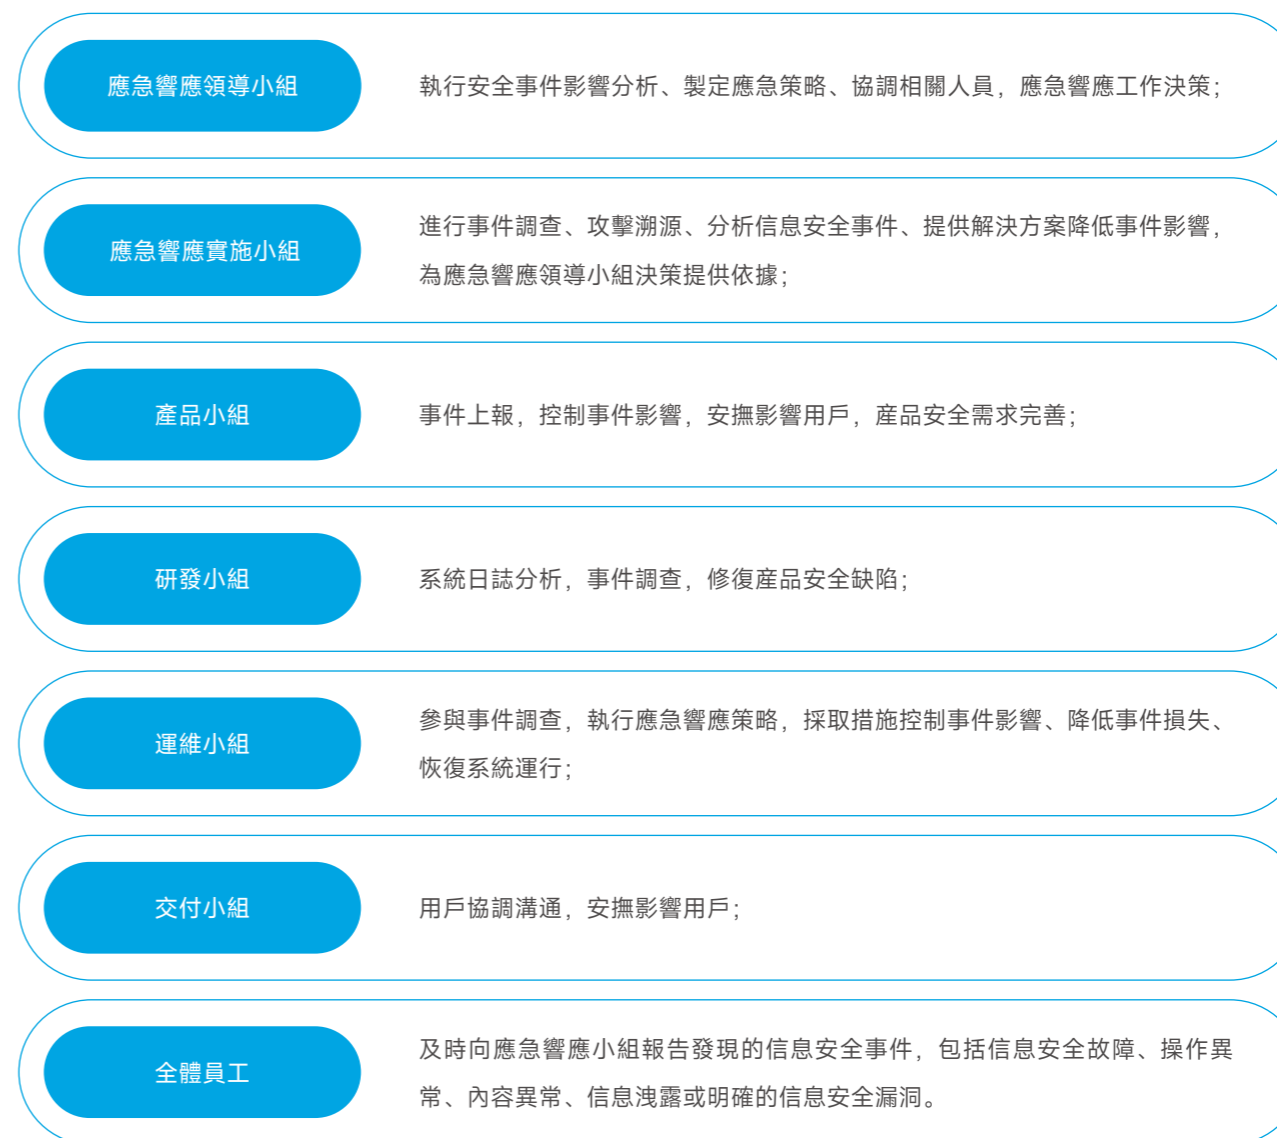 應急響應領導小組
執行安全事件影響分析、製定應急策略、協調相關人員，應急響應工作決策；
應急響應實施小組
進行事件調查、攻擊溯源、分析信息安全事件、提供解決方案降低事件影響，
為應急響應領導小組決策提供依據；
產品小組
事件上報，控制事件影響，安撫影響用戶，産品安全需求完善；
研發小組
系統日誌分析，事件調查，修復産品安全缺陷；
運維小組
參與事件調查，執行應急響應策略，採取措施控制事件影響、降低事件損失、
恢復系統運行；
交付小組
用戶協調溝通，安撫影響用戶；
全體員工
及時向應急響應小組報告發現的信息安全事件，包括信息安全故障、操作異
常、內容異常、信息洩露或明確的信息安全漏洞。